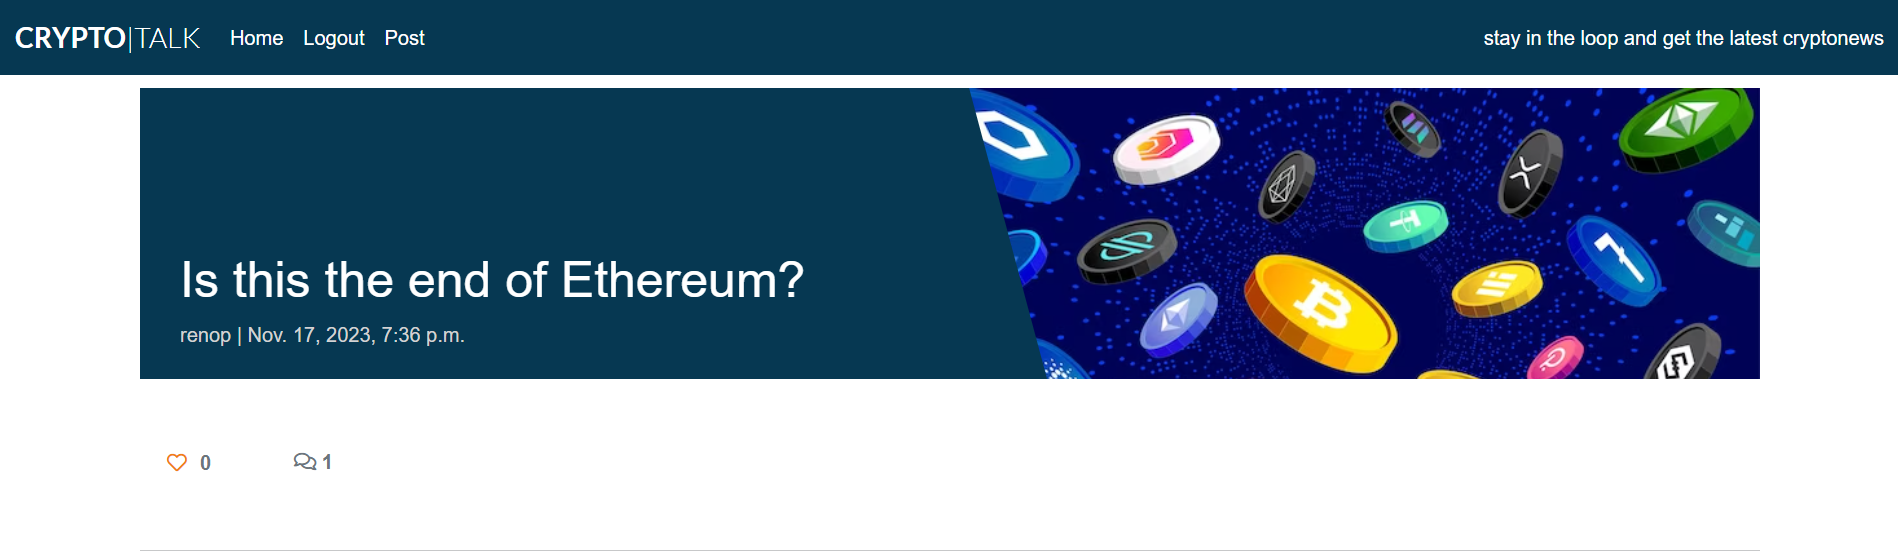 CRYPTO|TALK Home Logout Post stay in the loop and get the latest cryptonews
Is this the end of Ethereum?
renop | Nov. 17, 2023, 7:36 p.m.
0 1